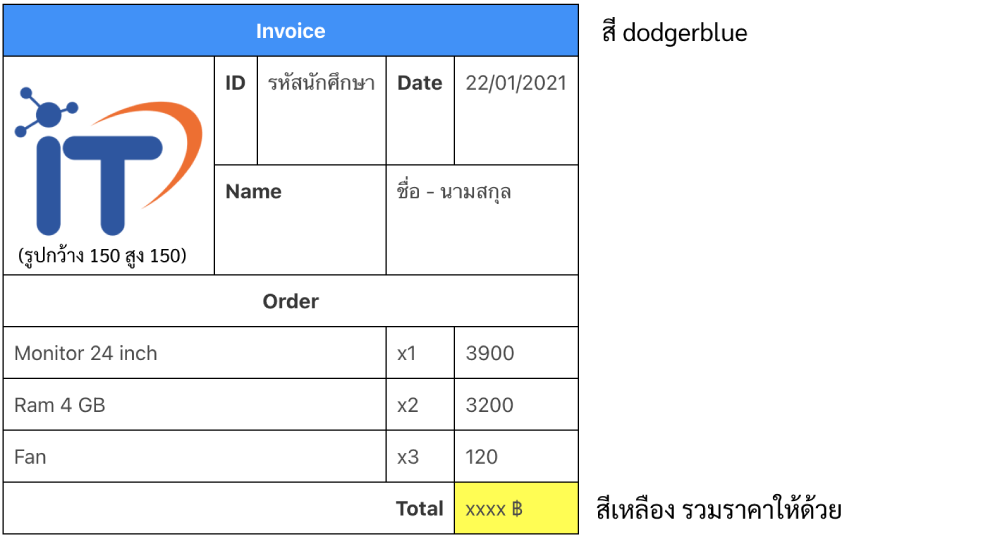 Invoice
สี dodgerblue
ID รหัสนักศึกษา Date 22/01/2021
iT
Name ชื่อ - นามสกุล
(รูปกว้าง 150 สูง 150)
Order
Monitor 24 inch x1 3900
Ram 4 GB x2 3200
Fan x3 120
Total xxxx ฿
สีเหลือง รวมราคาให้ด้วย